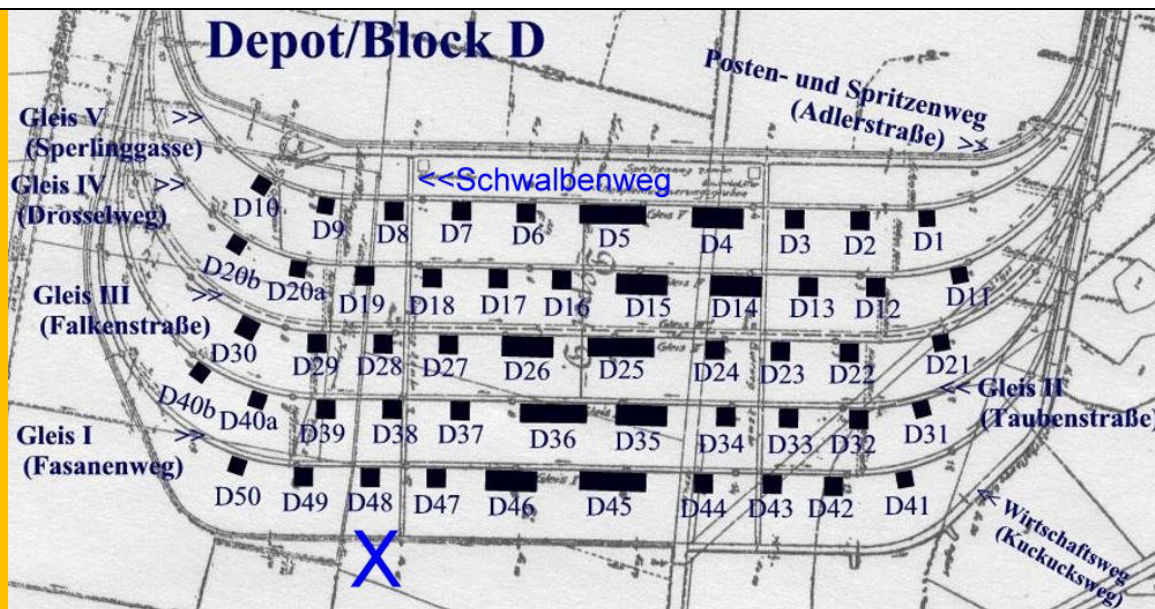 Depot/Block D
Posten- und Spritzenweg
(Adlerstraße) >>
Gleis V >>
(Sperlinggasse)
<<Schwalbenweg
Gleis IV >>
(Drosselweg)
D10 D9 D8 D7 D6 D5 Gleis V D4 D3 D2 D1
D20b D20a D19 D18 D17 D16 D15 D14 D13 D12 D11
Gleis III >>
(Falkenstraße)
D30 D29 D28 D27 D26 D25 D24 D23 D22 D21
<< Gleis II
(Taubenstraße)
D40b D40a D39 D38 D37 D36 D35 D34 D33 D32 D31
Gleis I >>
(Fasanenweg)
D50 D49 D48 D47 D46 Gleis I D45 D44 D43 D42 D41
X
<< Wirtschaftsweg
(Kuckucksweg)